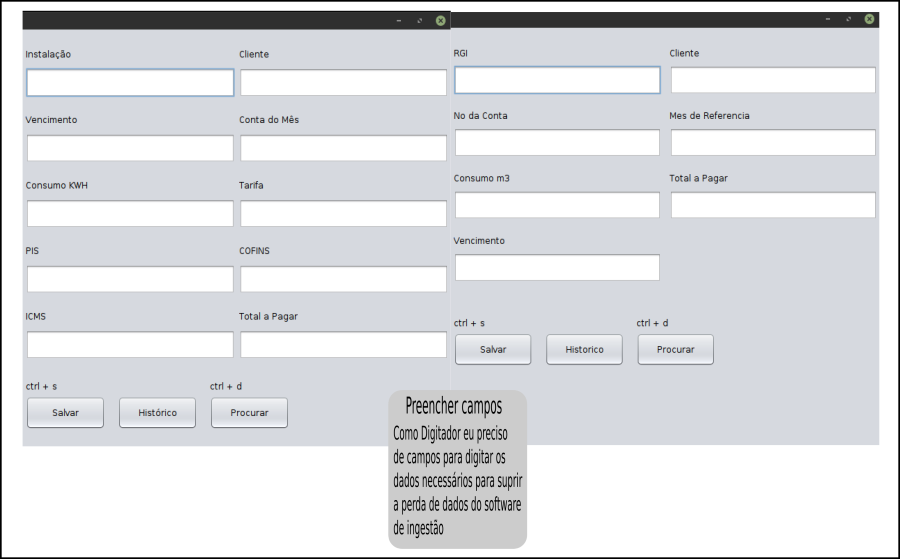 Instalação
Cliente
Vencimento
Conta do Mês
Consumo KWH
Tarifa
PIS
COFINS
ICMS
Total a Pagar
ctrl + s
ctrl + d
Salvar
Histórico
Procurar
RGI
Cliente
No da Conta
Mes de Referencia
Consumo m3
Total a Pagar
Vencimento
ctrl + s
ctrl + d
Salvar
Historico
Procurar
Preencher campos
Como Digitador eu preciso
de campos para digitar os
dados necessários para suprir
a perda de dados do software
de ingestão